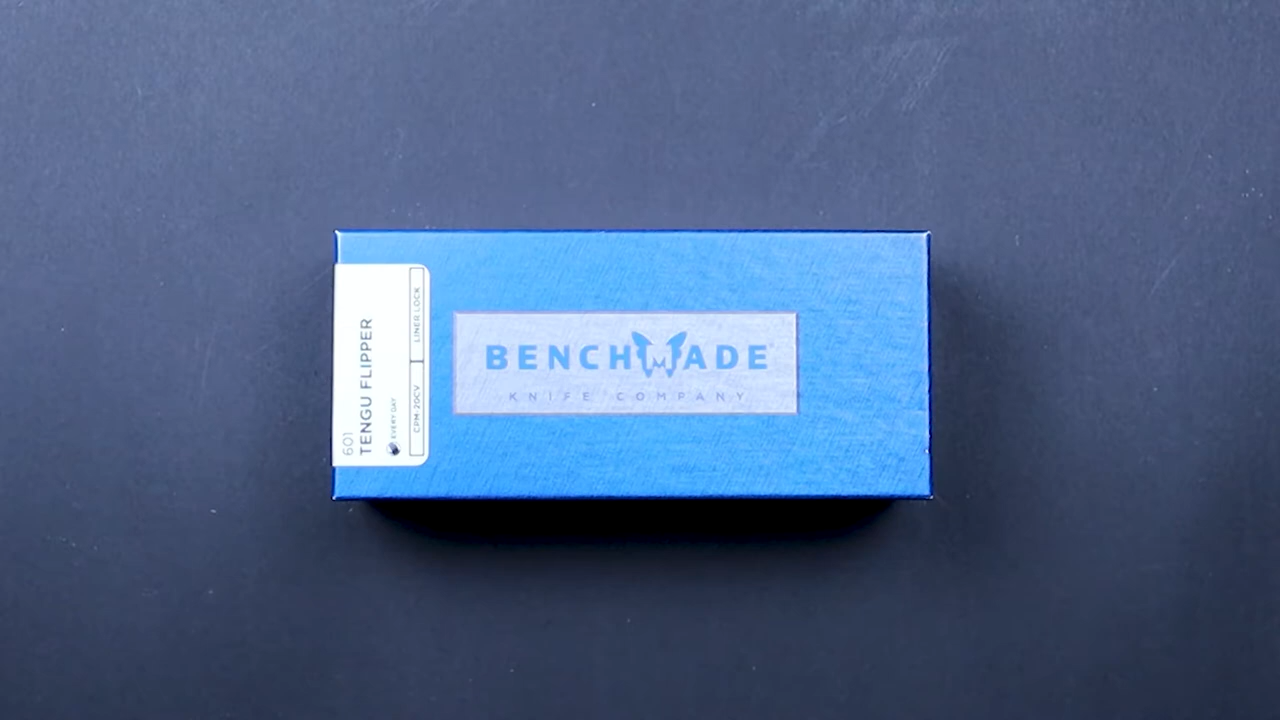 601
TENGU FLIPPER
EVERY DAY
CPM-20CV
LINER LOCK
BENCHMADE
KNIFE COMPANY